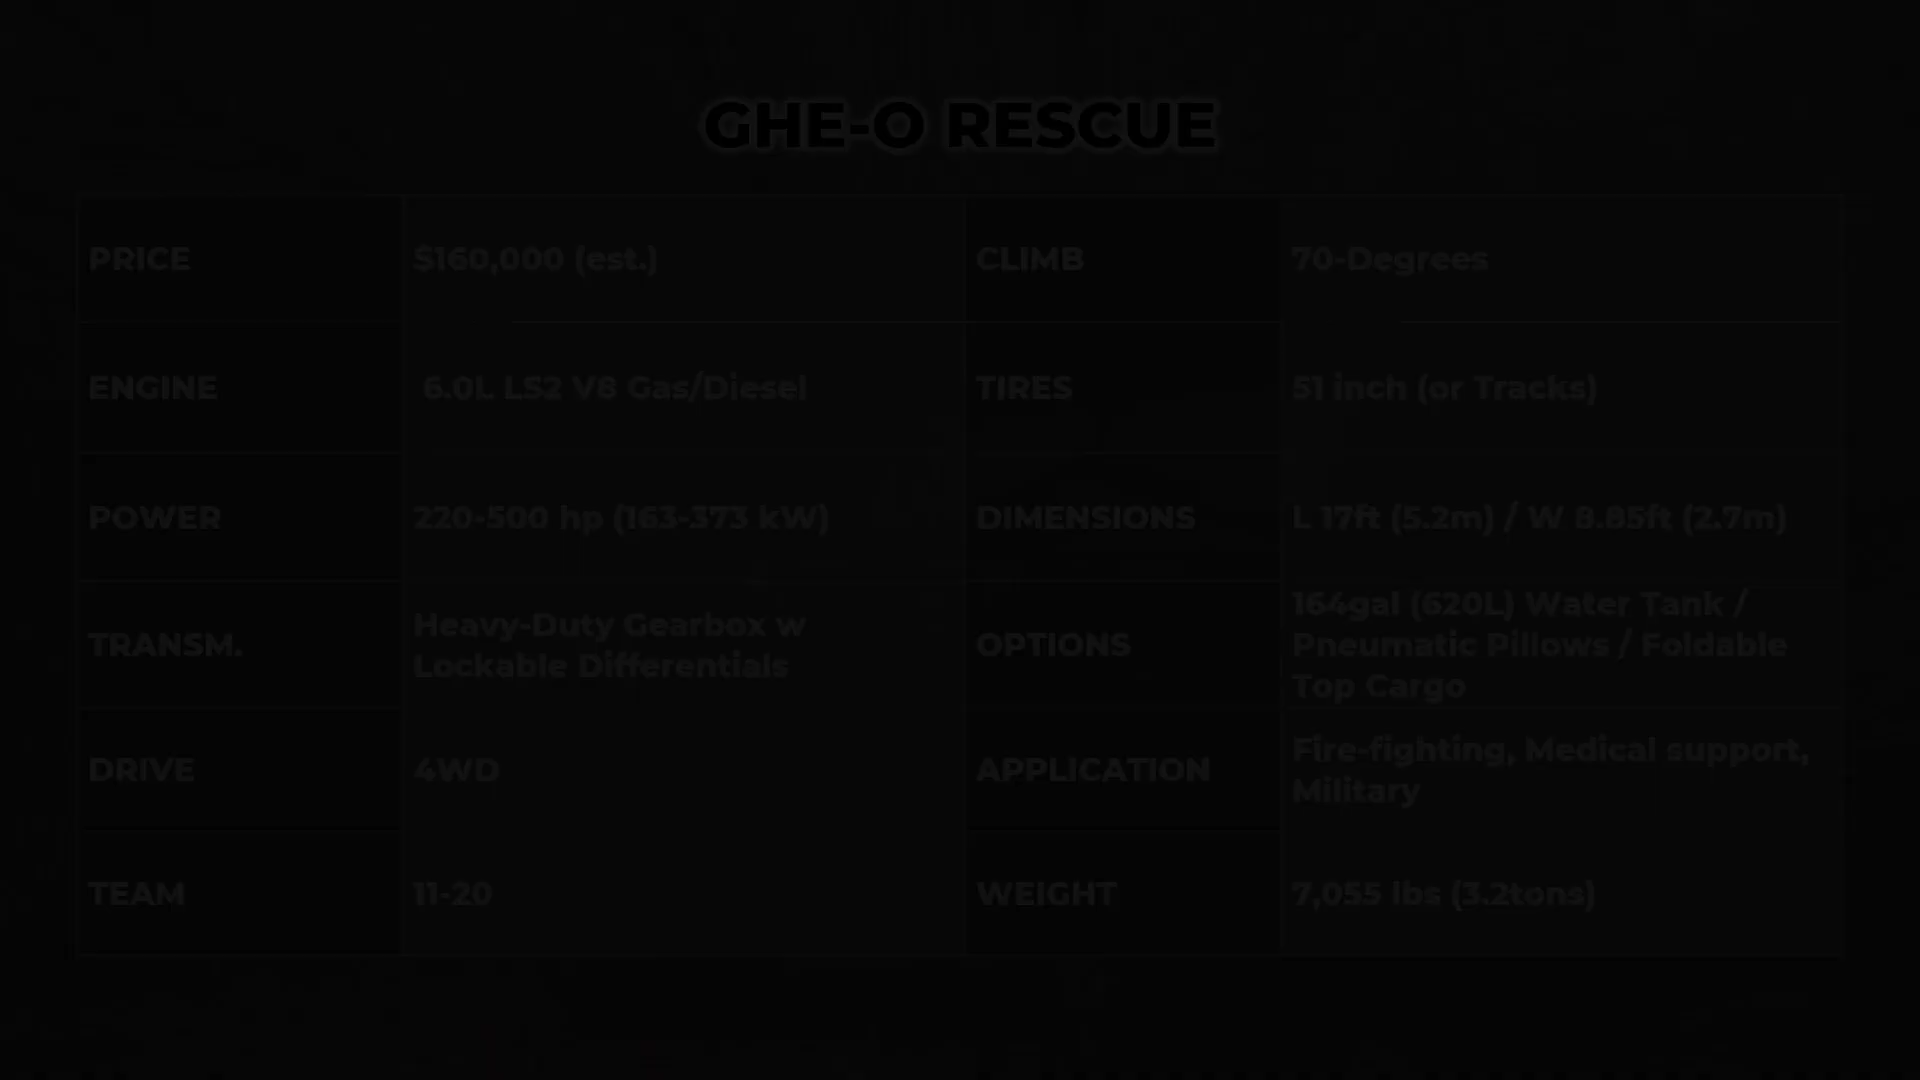 GHE-O RESCUE
PRICE
$160,000 (est.)
CLIMB
70-Degrees
ENGINE
6.0L LS2 V8 Gas/Diesel
TIRES
51 inch (or Tracks)
POWER
220-500 hp (163-373 kW)
DIMENSIONS
L 17ft (5.2m) / W 8.85ft (2.7m)
TRANSM.
Heavy-Duty Gearbox w
Lockable Differentials
OPTIONS
164gal (620L) Water Tank /
Pneumatic Pillows / Foldable
Top Cargo
DRIVE
4WD
APPLICATION
Fire-fighting, Medical support,
Military
TEAM
11-20
WEIGHT
7,055 lbs (3.2tons)